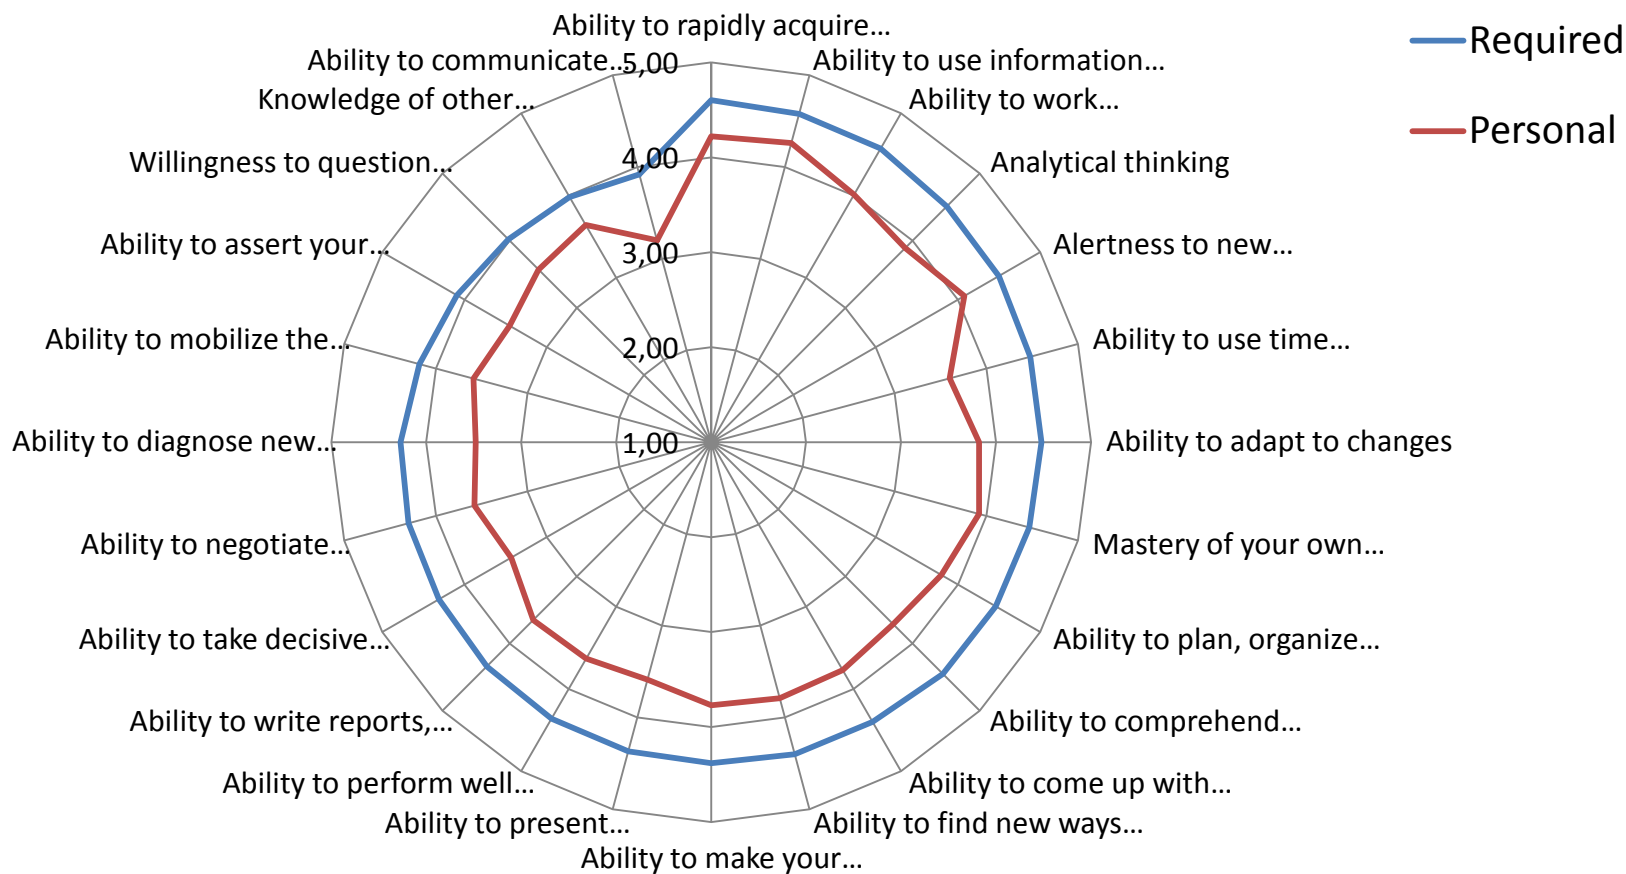 Ability to rapidly acquire...
Ability to communicate...
5,00
Ability to use information...
Required
Knowledge of other...
Ability to work...
Personal
Willingness to question...
4,00
Analytical thinking
Ability to assert your...
3,00
Alertness to new...
Ability to mobilize the...
2,00
Ability to use time...
Ability to diagnose new...
1,00
Ability to adapt to changes
Ability to negotiate...
Mastery of your own...
Ability to take decisive...
Ability to plan, organize...
Ability to write reports,...
Ability to comprehend...
Ability to perform well...
Ability to come up with...
Ability to present...
Ability to find new ways...
Ability to make your...